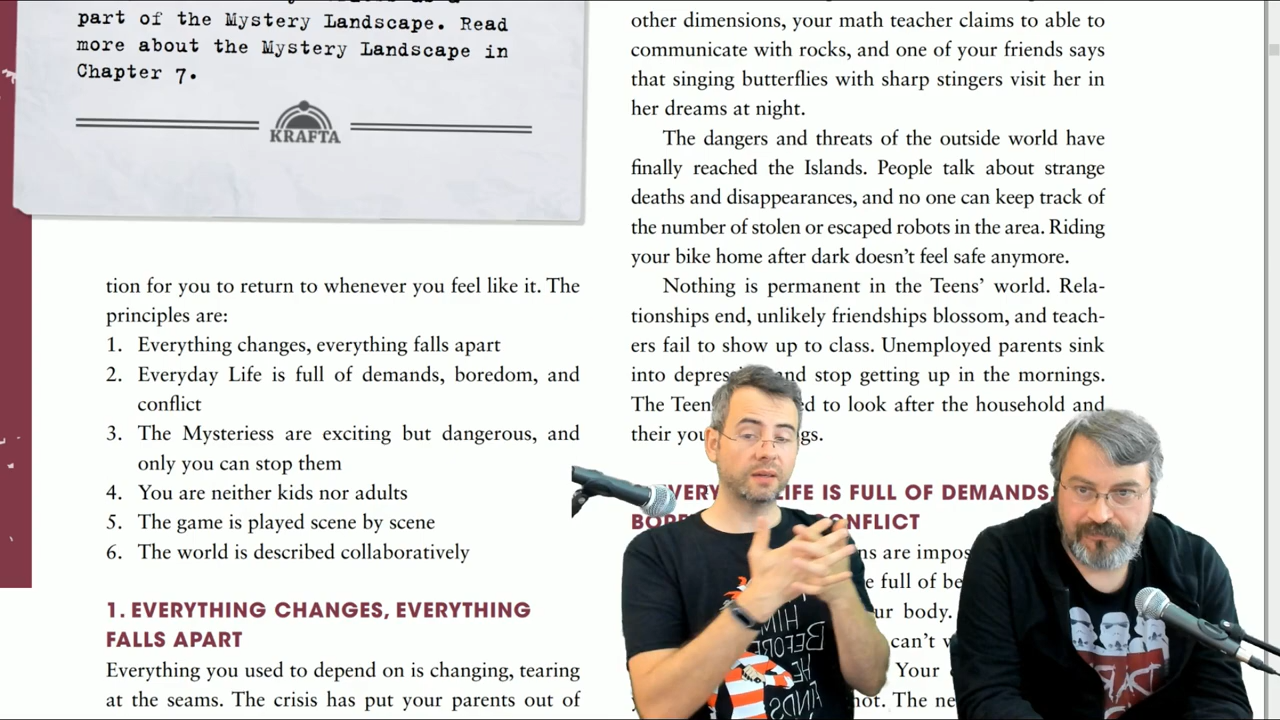 part of the Mystery Landscape. Read
more about the Mystery Landscape in
Chapter 7.
KRAFTA
tion for you to return to whenever you feel like it. The
principles are:
1. Everything changes, everything falls apart
2. Everyday Life is full of demands, boredom, and
conflict
3. The Mysteriess are exciting but dangerous, and
only you can stop them
4. You are neither kids nor adults
5. The game is played scene by scene
6. The world is described collaboratively
1. EVERYTHING CHANGES, EVERYTHING
FALLS APART
Everything you used to depend on is changing, tearing
at the seams. The crisis has put your parents out of
other dimensions, your math teacher claims to able to
communicate with rocks, and one of your friends says
that singing butterflies with sharp stingers visit her in
her dreams at night.
The dangers and threats of the outside world have
finally reached the Islands. People talk about strange
deaths and disappearances, and no one can keep track of
the number of stolen or escaped robots in the area. Riding
your bike home after dark doesn't feel safe anymore.
Nothing is permanent in the Teens' world. Rela-
tionships end, unlikely friendships blossom, and teach-
ers fail to show up to class. Unemployed parents sink
into and stop getting up in the mornings.
The to look after the household and
their
LIFE IS FULL OF DEMANDS,
CONFLICT
are
full of
body.
can't
Your
not. The
HIM
BEFORE
HE